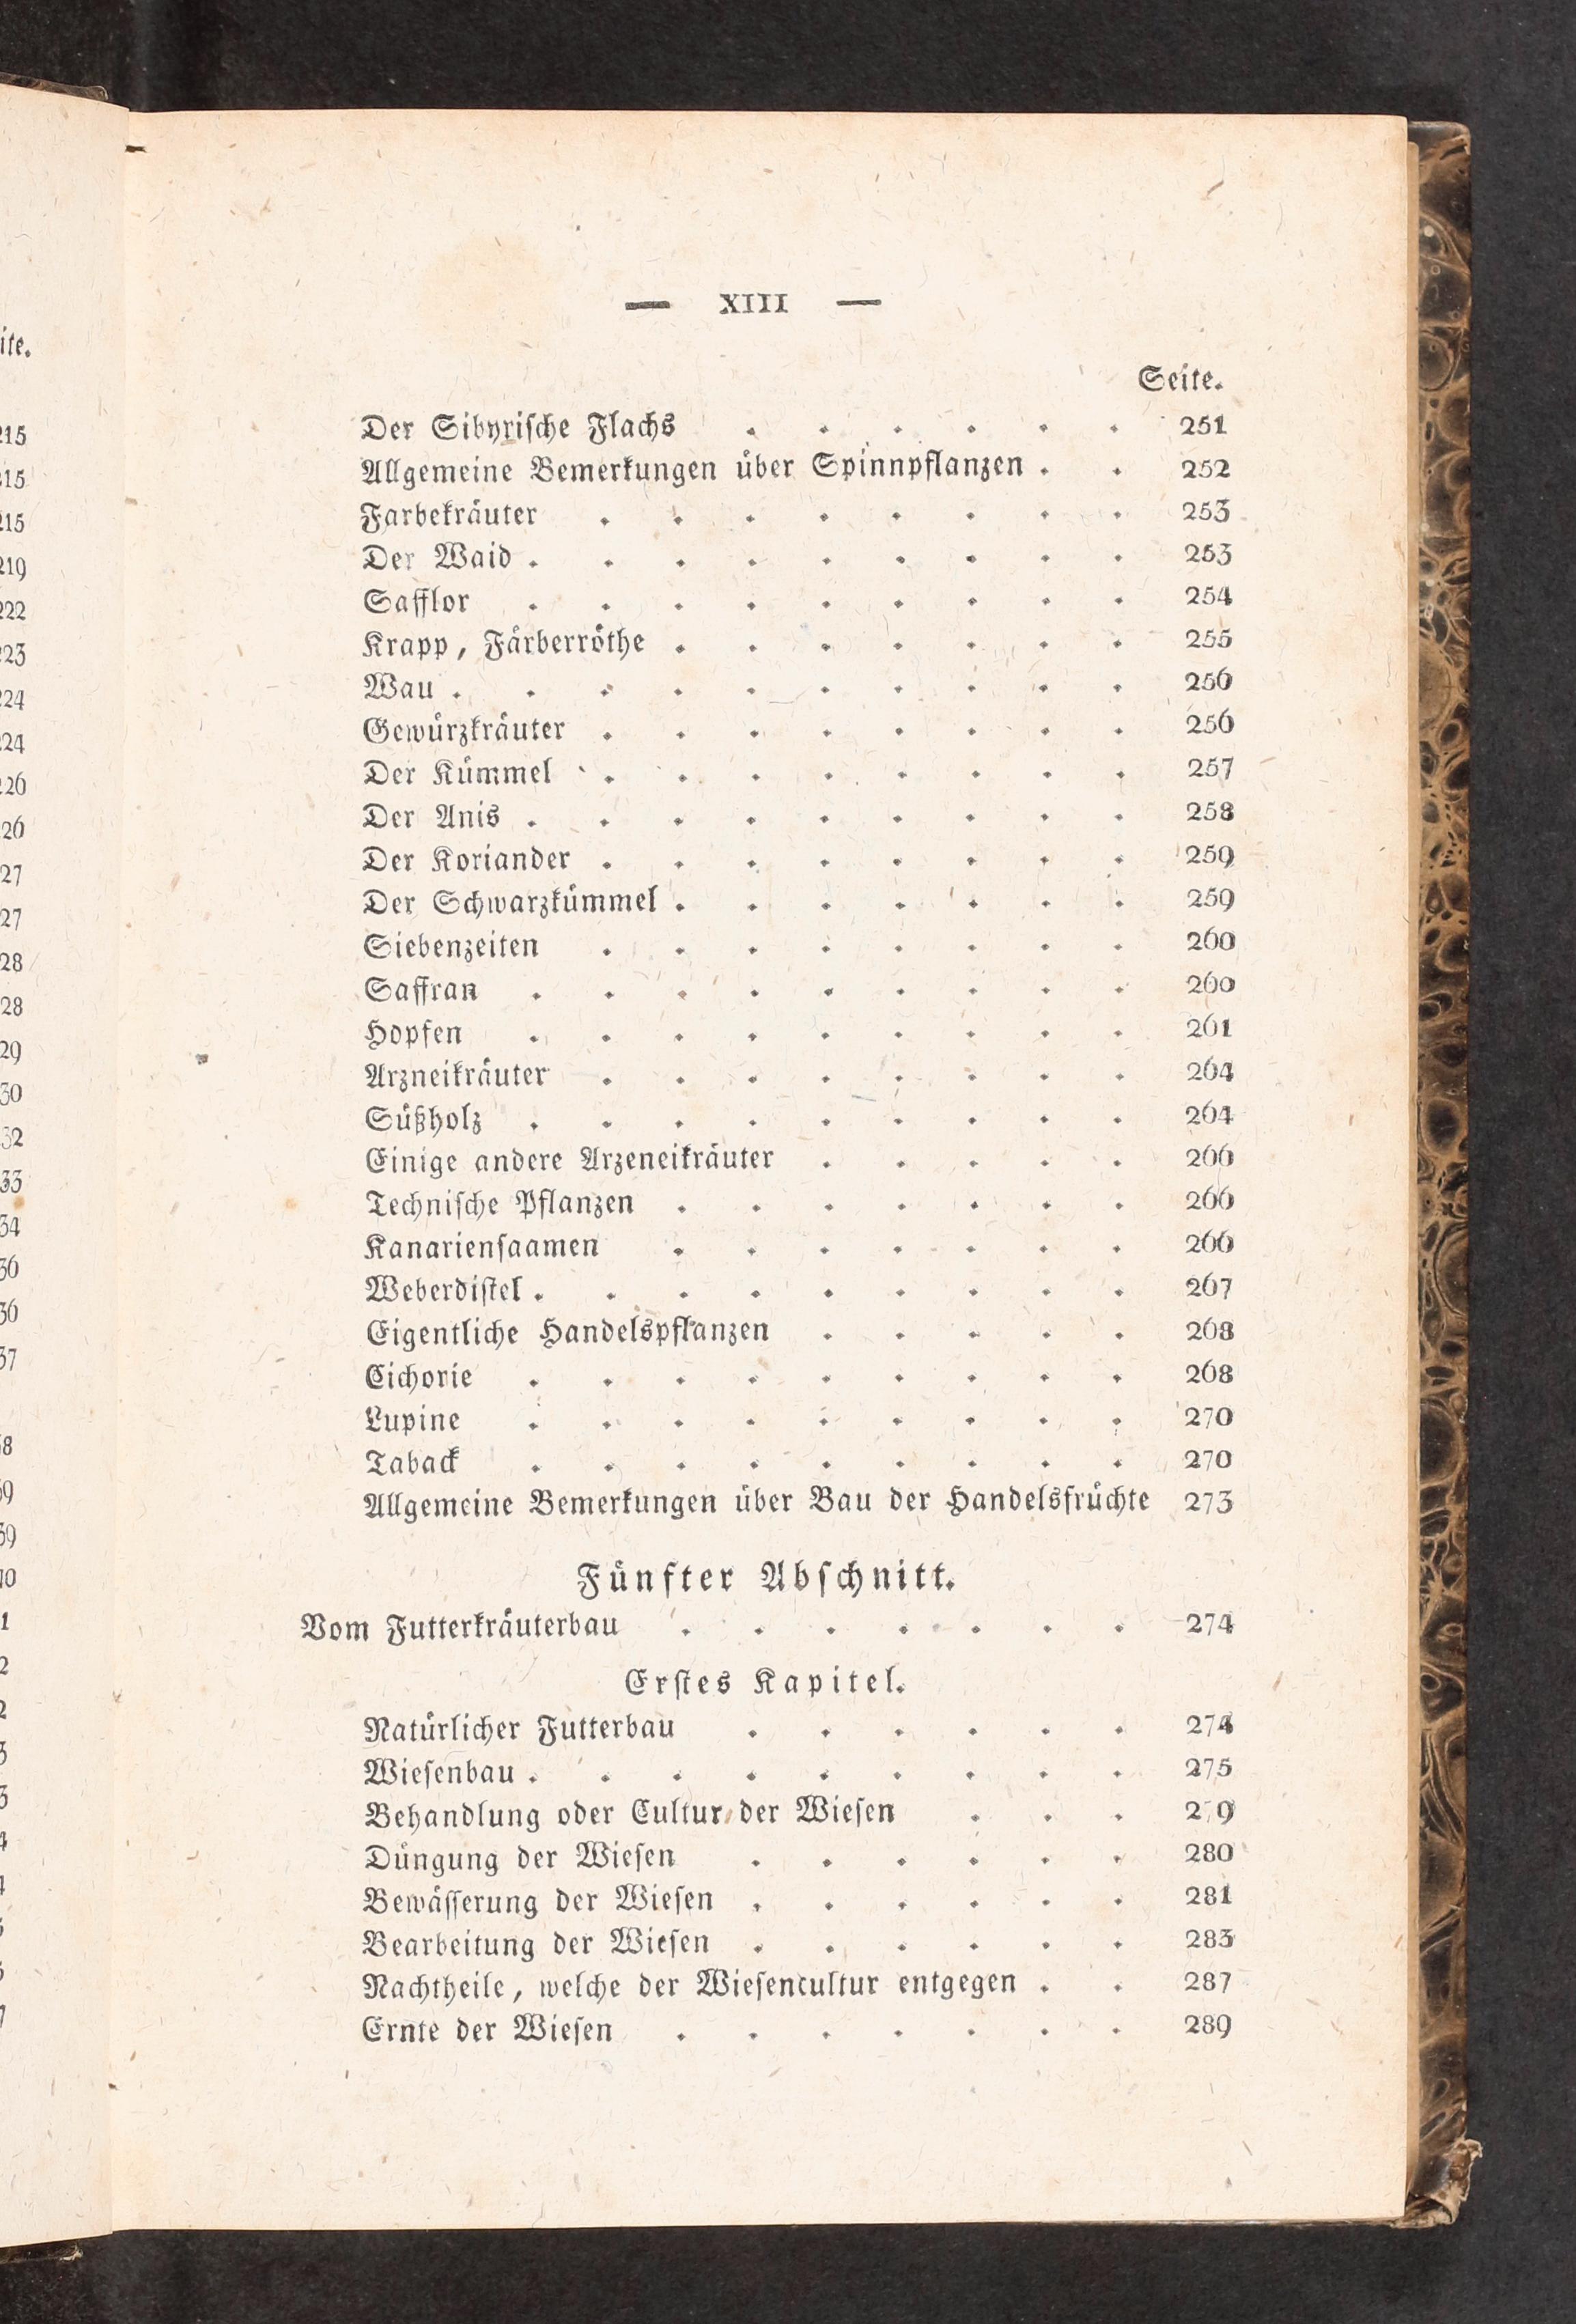 — XIII —
Seite.
Der Sibyrische Flachs . . . . . . 251
Allgemeine Bemerkungen über Spinnpflanzen . . 252
Farbekräuter . . . . . . . . 253
Der Waid . . . . . . . . . 253
Safflor . . . . . . . . . 254
Krapp, Färberröthe . . . . . . . 255
Wau . . . . . . . . . . 256
Gewürzkräuter . . . . . . . . 256
Der Kümmel . . . . . . . . 257
Der Anis . . . . . . . . . 258
Der Koriander . . . . . . . . 259
Der Schwarzkümmel . . . . . . . 259
Siebenzeiten . . . . . . . . 260
Saffran . . . . . . . . . 260
Hopfen . . . . . . . . . 261
Arzneikräuter . . . . . . . . 264
Süßholz . . . . . . . . . 264
Einige andere Arzeneikräuter . . . . . 266
Technische Pflanzen . . . . . . . 266
Kanariensaamen . . . . . . . 266
Weberdistel . . . . . . . . . 267
Eigentliche Handelspflanzen . . . . . 268
Cichorie . . . . . . . . . 268
Lupine . . . . . . . . . 270
Taback . . . . . . . . . 270
Allgemeine Bemerkungen über Bau der Handelsfrüchte 273
Fünfter Abschnitt.
Vom Futterkräuterbau . . . . . . . 274
Erstes Kapitel.
Natürlicher Futterbau . . . . . . 274
Wiesenbau . . . . . . . . . 275
Behandlung oder Cultur der Wiesen . . . 279
Düngung der Wiesen . . . . . . 280
Bewässerung der Wiesen . . . . . . 281
Bearbeitung der Wiesen . . . . . . 283
Nachtheile, welche der Wiesencultur entgegen . . 287
Ernte der Wiesen . . . . . . . 289